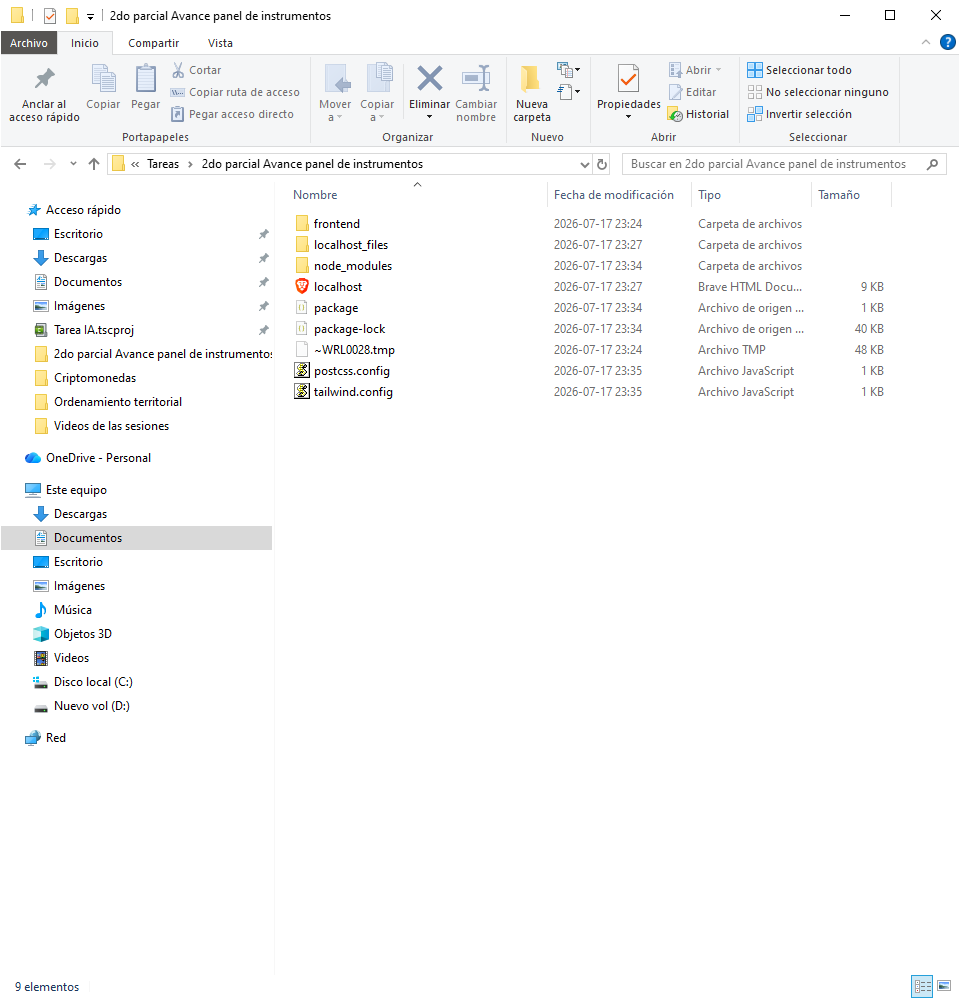 2do parcial Avance panel de instrumentos
Archivo Inicio Compartir Vista
Anclar al acceso rápido
Copiar
Pegar
Cortar
Copiar ruta de acceso
Pegar acceso directo
Portapapeles
Mover a
Copiar a
Eliminar
Cambiar nombre
Organizar
Nueva carpeta
Nuevo
Propiedades
Abrir
Editar
Historial
Abrir
Seleccionar todo
No seleccionar ninguno
Invertir selección
Seleccionar
« Tareas › 2do parcial Avance panel de instrumentos
Buscar en 2do parcial Avance panel de instrumentos
Acceso rápido
Escritorio
Descargas
Documentos
Imágenes
Tarea IA.tscproj
2do parcial Avance panel de instrumentos
Criptomonedas
Ordenamiento territorial
Videos de las sesiones
OneDrive - Personal
Este equipo
Descargas
Documentos
Escritorio
Imágenes
Música
Objetos 3D
Videos
Disco local (C:)
Nuevo vol (D:)
Red
Nombre Fecha de modificación Tipo Tamaño
frontend 2026-07-17 23:24 Carpeta de archivos
localhost_files 2026-07-17 23:27 Carpeta de archivos
node_modules 2026-07-17 23:34 Carpeta de archivos
localhost 2026-07-17 23:27 Brave HTML Docu... 9 KB
package 2026-07-17 23:34 Archivo de origen ... 1 KB
package-lock 2026-07-17 23:34 Archivo de origen ... 40 KB
~WRL0028.tmp 2026-07-17 23:24 Archivo TMP 48 KB
postcss.config 2026-07-17 23:35 Archivo JavaScript 1 KB
tailwind.config 2026-07-17 23:35 Archivo JavaScript 1 KB
9 elementos